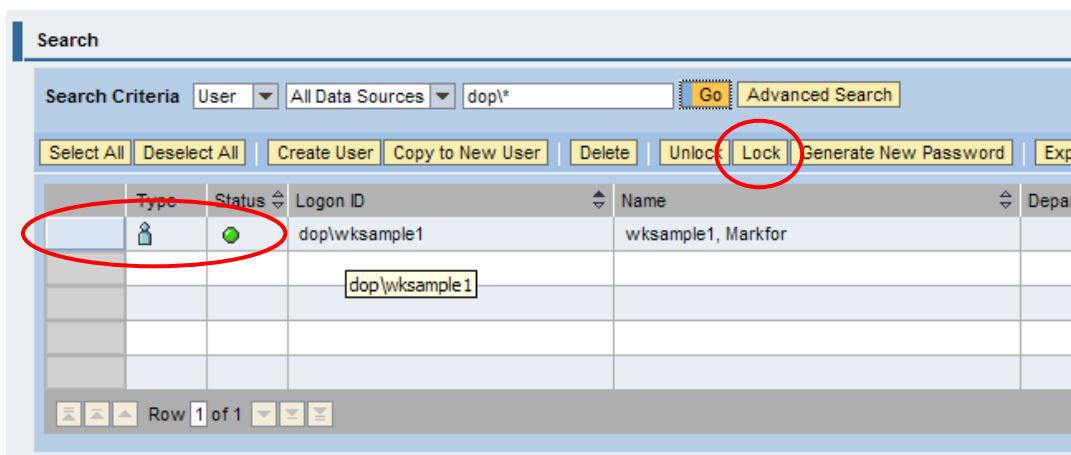 Search
Search Criteria User All Data Sources dop\* Go Advanced Search
Select All Deselect All Create User Copy to New User Delete Unlock Lock Generate New Password Exp
Type Status Logon ID Name Depar
dop\wksample1 wksample1, Markfor
dop\wksample1
Row 1 of 1